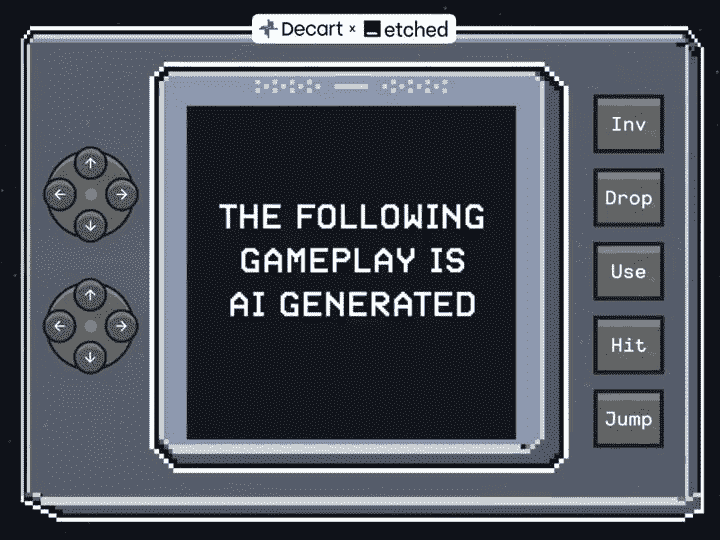 Decart × etched
THE FOLLOWING
GAMEPLAY IS
AI GENERATED
Inv
Drop
Use
Hit
Jump